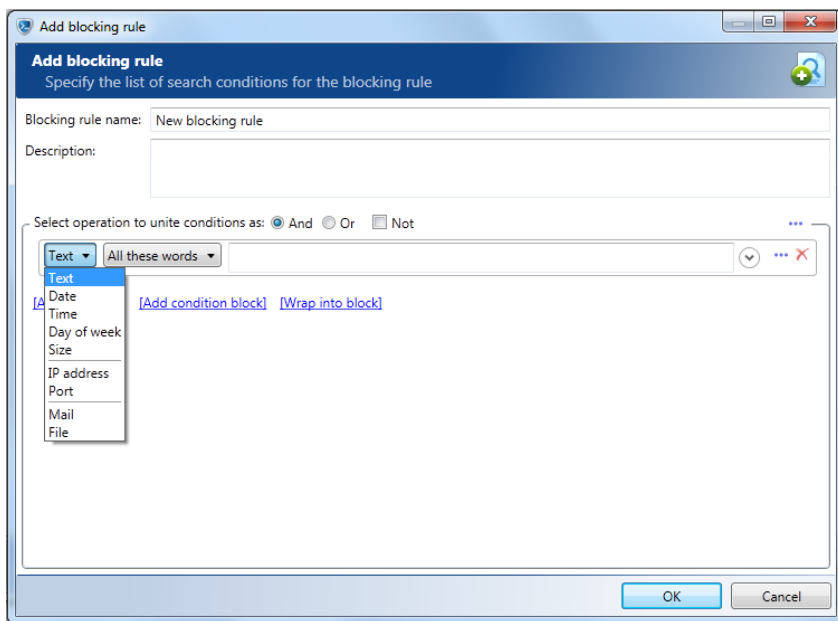 Add blocking rule
Add blocking rule
Specify the list of search conditions for the blocking rule
Blocking rule name: New blocking rule
Description:
Select operation to unite conditions as: And Or Not
Text All these words
Text
Date
[Add condition block] [Wrap into block]
Time
Day of week
Size
IP address
Port
Mail
File
OK Cancel